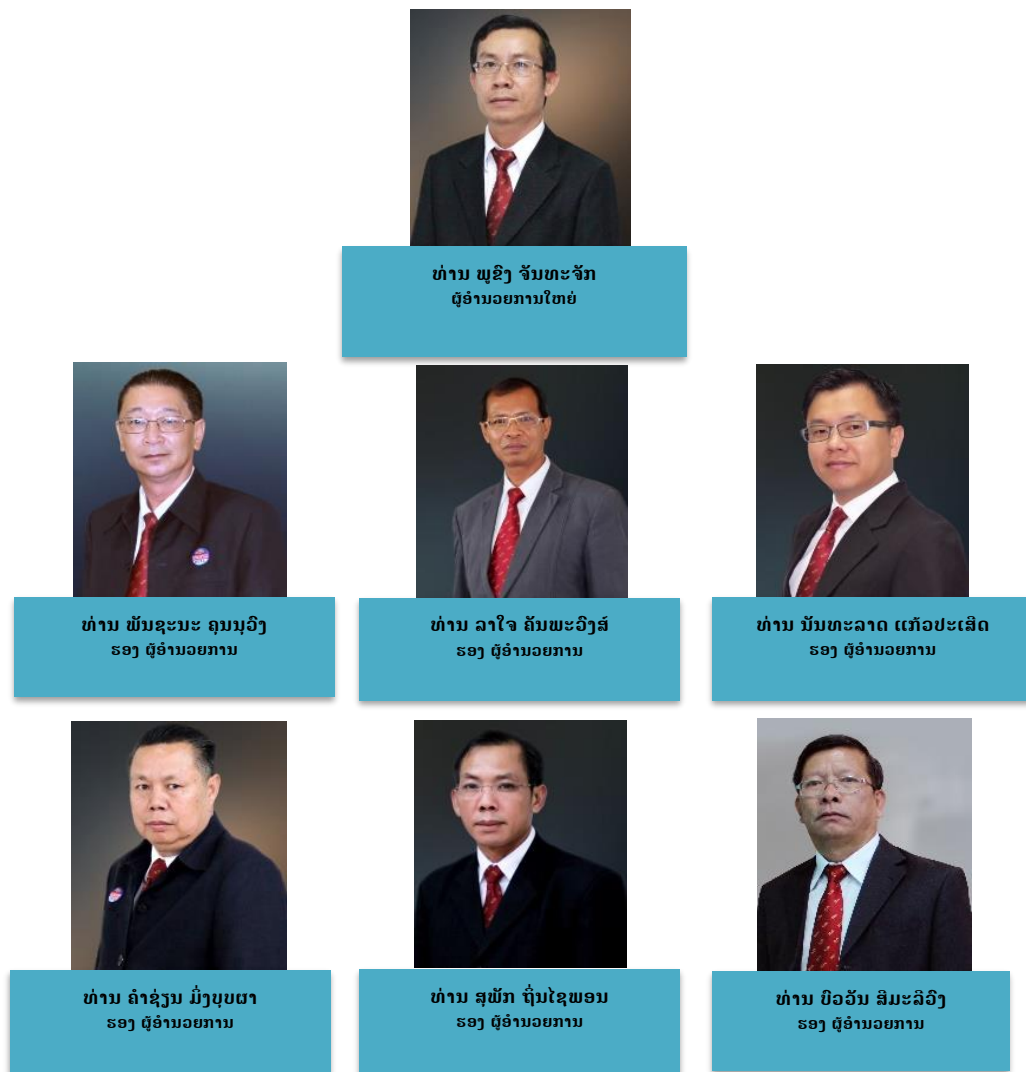 ທ່ານ ພູຂົງ ຈັນທະຈັກ
ຜູ້ອຳນວຍການໃຫຍ່
ທ່ານ ພັນຊະນະ ຄຸນນຸວົງ
ຮອງ ຜູ້ອຳນວຍການ
ທ່ານ ລາໃຈ ຄັນພະວົງສ໌
ຮອງ ຜູ້ອຳນວຍການ
ທ່ານ ນັນທະລາດ ແກ້ວປະເສີດ
ຮອງ ຜູ້ອຳນວຍການ
ທ່ານ ຄຳຊ່ຽນ ມິ່ງບຸບຜາ
ຮອງ ຜູ້ອຳນວຍການ
ທ່ານ ສຸພັກ ຖິ່ນໄຊພອນ
ຮອງ ຜູ້ອຳນວຍການ
ທ່ານ ບົວວັນ ສີມະລີວົງ
ຮອງ ຜູ້ອຳນວຍການ